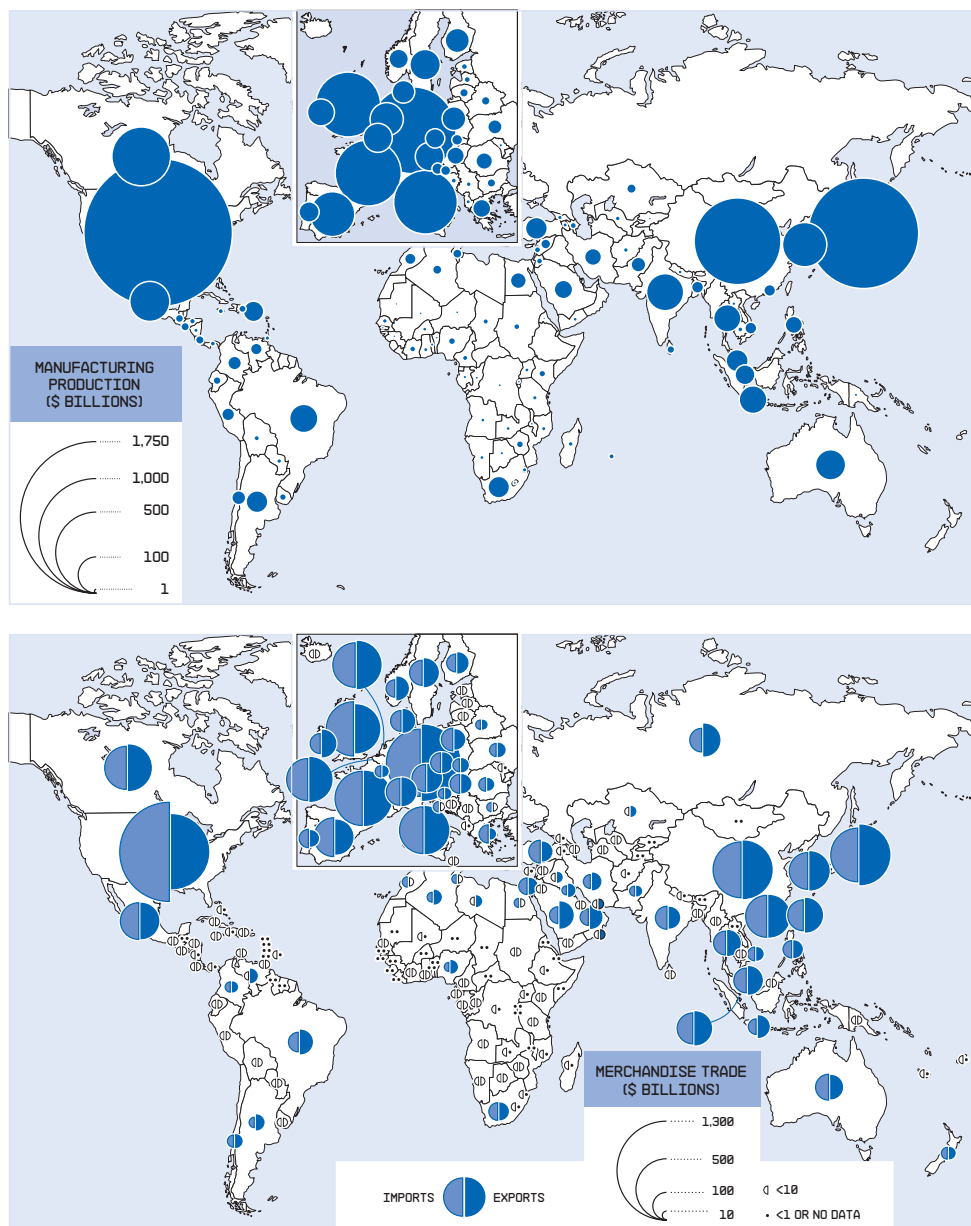 MANUFACTURING
PRODUCTION
($ BILLIONS)
1,750
1,000
500
100
1
MERCHANDISE TRADE
($ BILLIONS)
1,300
500
100
10
<10
<1 OR NO DATA
IMPORTS
EXPORTS